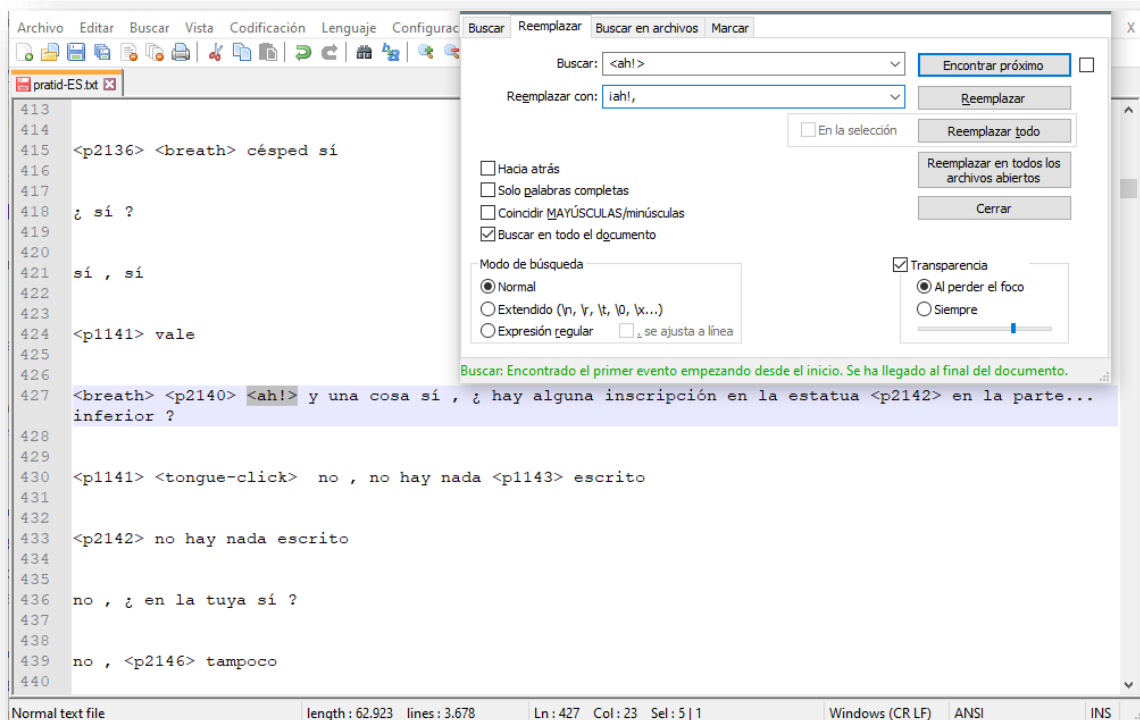 Archivo Editar Buscar Vista Codificación Lenguaje Configurac
X
Buscar Reemplazar Buscar en archivos Marcar
Buscar: <ah!>
Encontrar próximo
Reemplazar con: iah!,
Reemplazar
En la selección
Reemplazar todo
Reemplazar en todos los
archivos abiertos
Cerrar
Hacia atrás
Solo palabras completas
Coincidir MAYÚSCULAS/minúsculas
Buscar en todo el documento
Modo de búsqueda
Normal
Extendido (\n, \r, \t, \0, \x...)
Expresión regular
. se ajusta a línea
Transparencia
Al perder el foco
Siempre
Buscar: Encontrado el primer evento empezando desde el inicio. Se ha llegado al final del documento.
pratid-ES.txt
413
414
415 <p2136> <breath> césped sí
416
417
418 ¿ sí ?
419
420
421 sí , sí
422
423
424 <p1141> vale
425
426
427 <breath> <p2140> <ah!> y una cosa sí , ¿ hay alguna inscripción en la estatua <p2142> en la parte...
inferior ?
428
429
430 <p1141> <tongue-click>  no , no hay nada <p1143> escrito
431
432
433 <p2142> no hay nada escrito
434
435
436 no , ¿ en la tuya sí ?
437
438
439 no , <p2146> tampoco
440
Normal text file length : 62.923 lines : 3.678 Ln : 427 Col : 23 Sel : 5 | 1 Windows (CR LF) ANSI INS